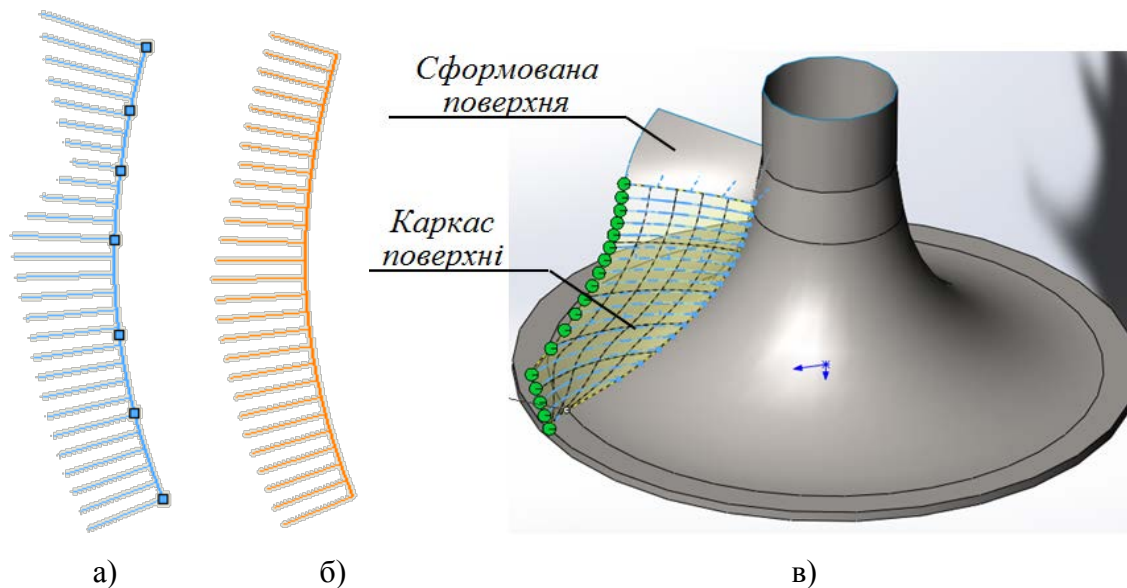 Сформована
поверхня
Каркас
поверхні
а)
б)
в)